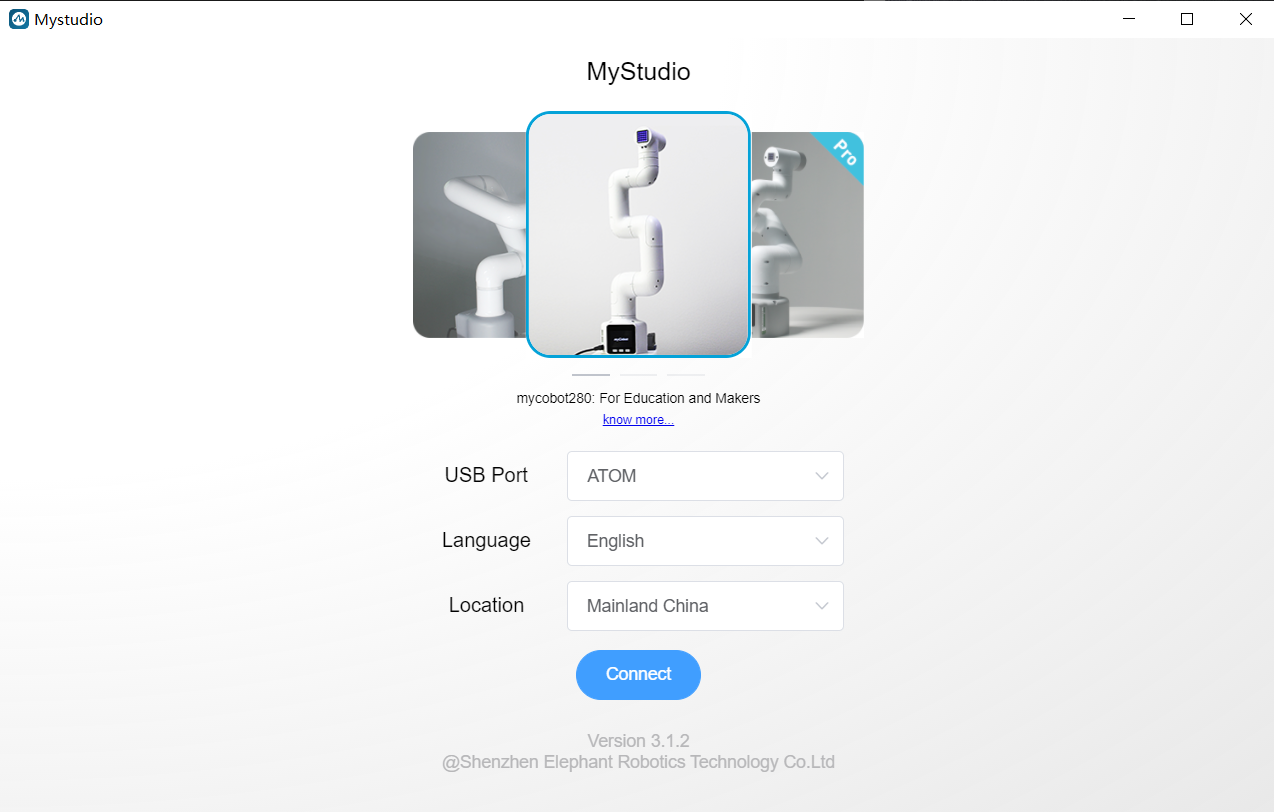 Mystudio
MyStudio
Pro
myCobot
mycobot280: For Education and Makers
know more...
USB Port ATOM
Language English
Location Mainland China
Connect
Version 3.1.2
@Shenzhen Elephant Robotics Technology Co.Ltd